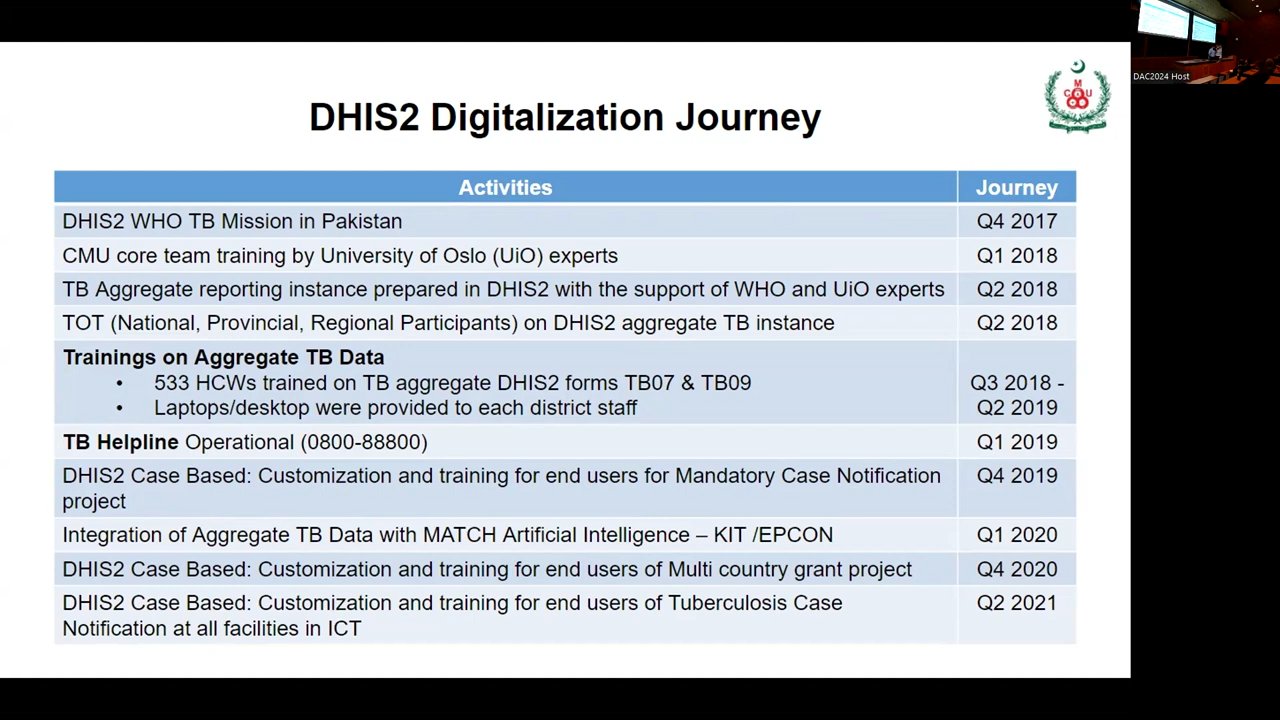 DHIS2 Digitalization Journey
M
C U
DAC2024 Host
Activities Journey
DHIS2 WHO TB Mission in Pakistan Q4 2017
CMU core team training by University of Oslo (UiO) experts Q1 2018
TB Aggregate reporting instance prepared in DHIS2 with the support of WHO and UiO experts Q2 2018
TOT (National, Provincial, Regional Participants) on DHIS2 aggregate TB instance Q2 2018
Trainings on Aggregate TB Data
• 533 HCWs trained on TB aggregate DHIS2 forms TB07 & TB09 Q3 2018 -
• Laptops/desktop were provided to each district staff Q2 2019
TB Helpline Operational (0800-88800) Q1 2019
DHIS2 Case Based: Customization and training for end users for Mandatory Case Notification Q4 2019
project
Integration of Aggregate TB Data with MATCH Artificial Intelligence – KIT /EPCON Q1 2020
DHIS2 Case Based: Customization and training for end users of Multi country grant project Q4 2020
DHIS2 Case Based: Customization and training for end users of Tuberculosis Case Q2 2021
Notification at all facilities in ICT